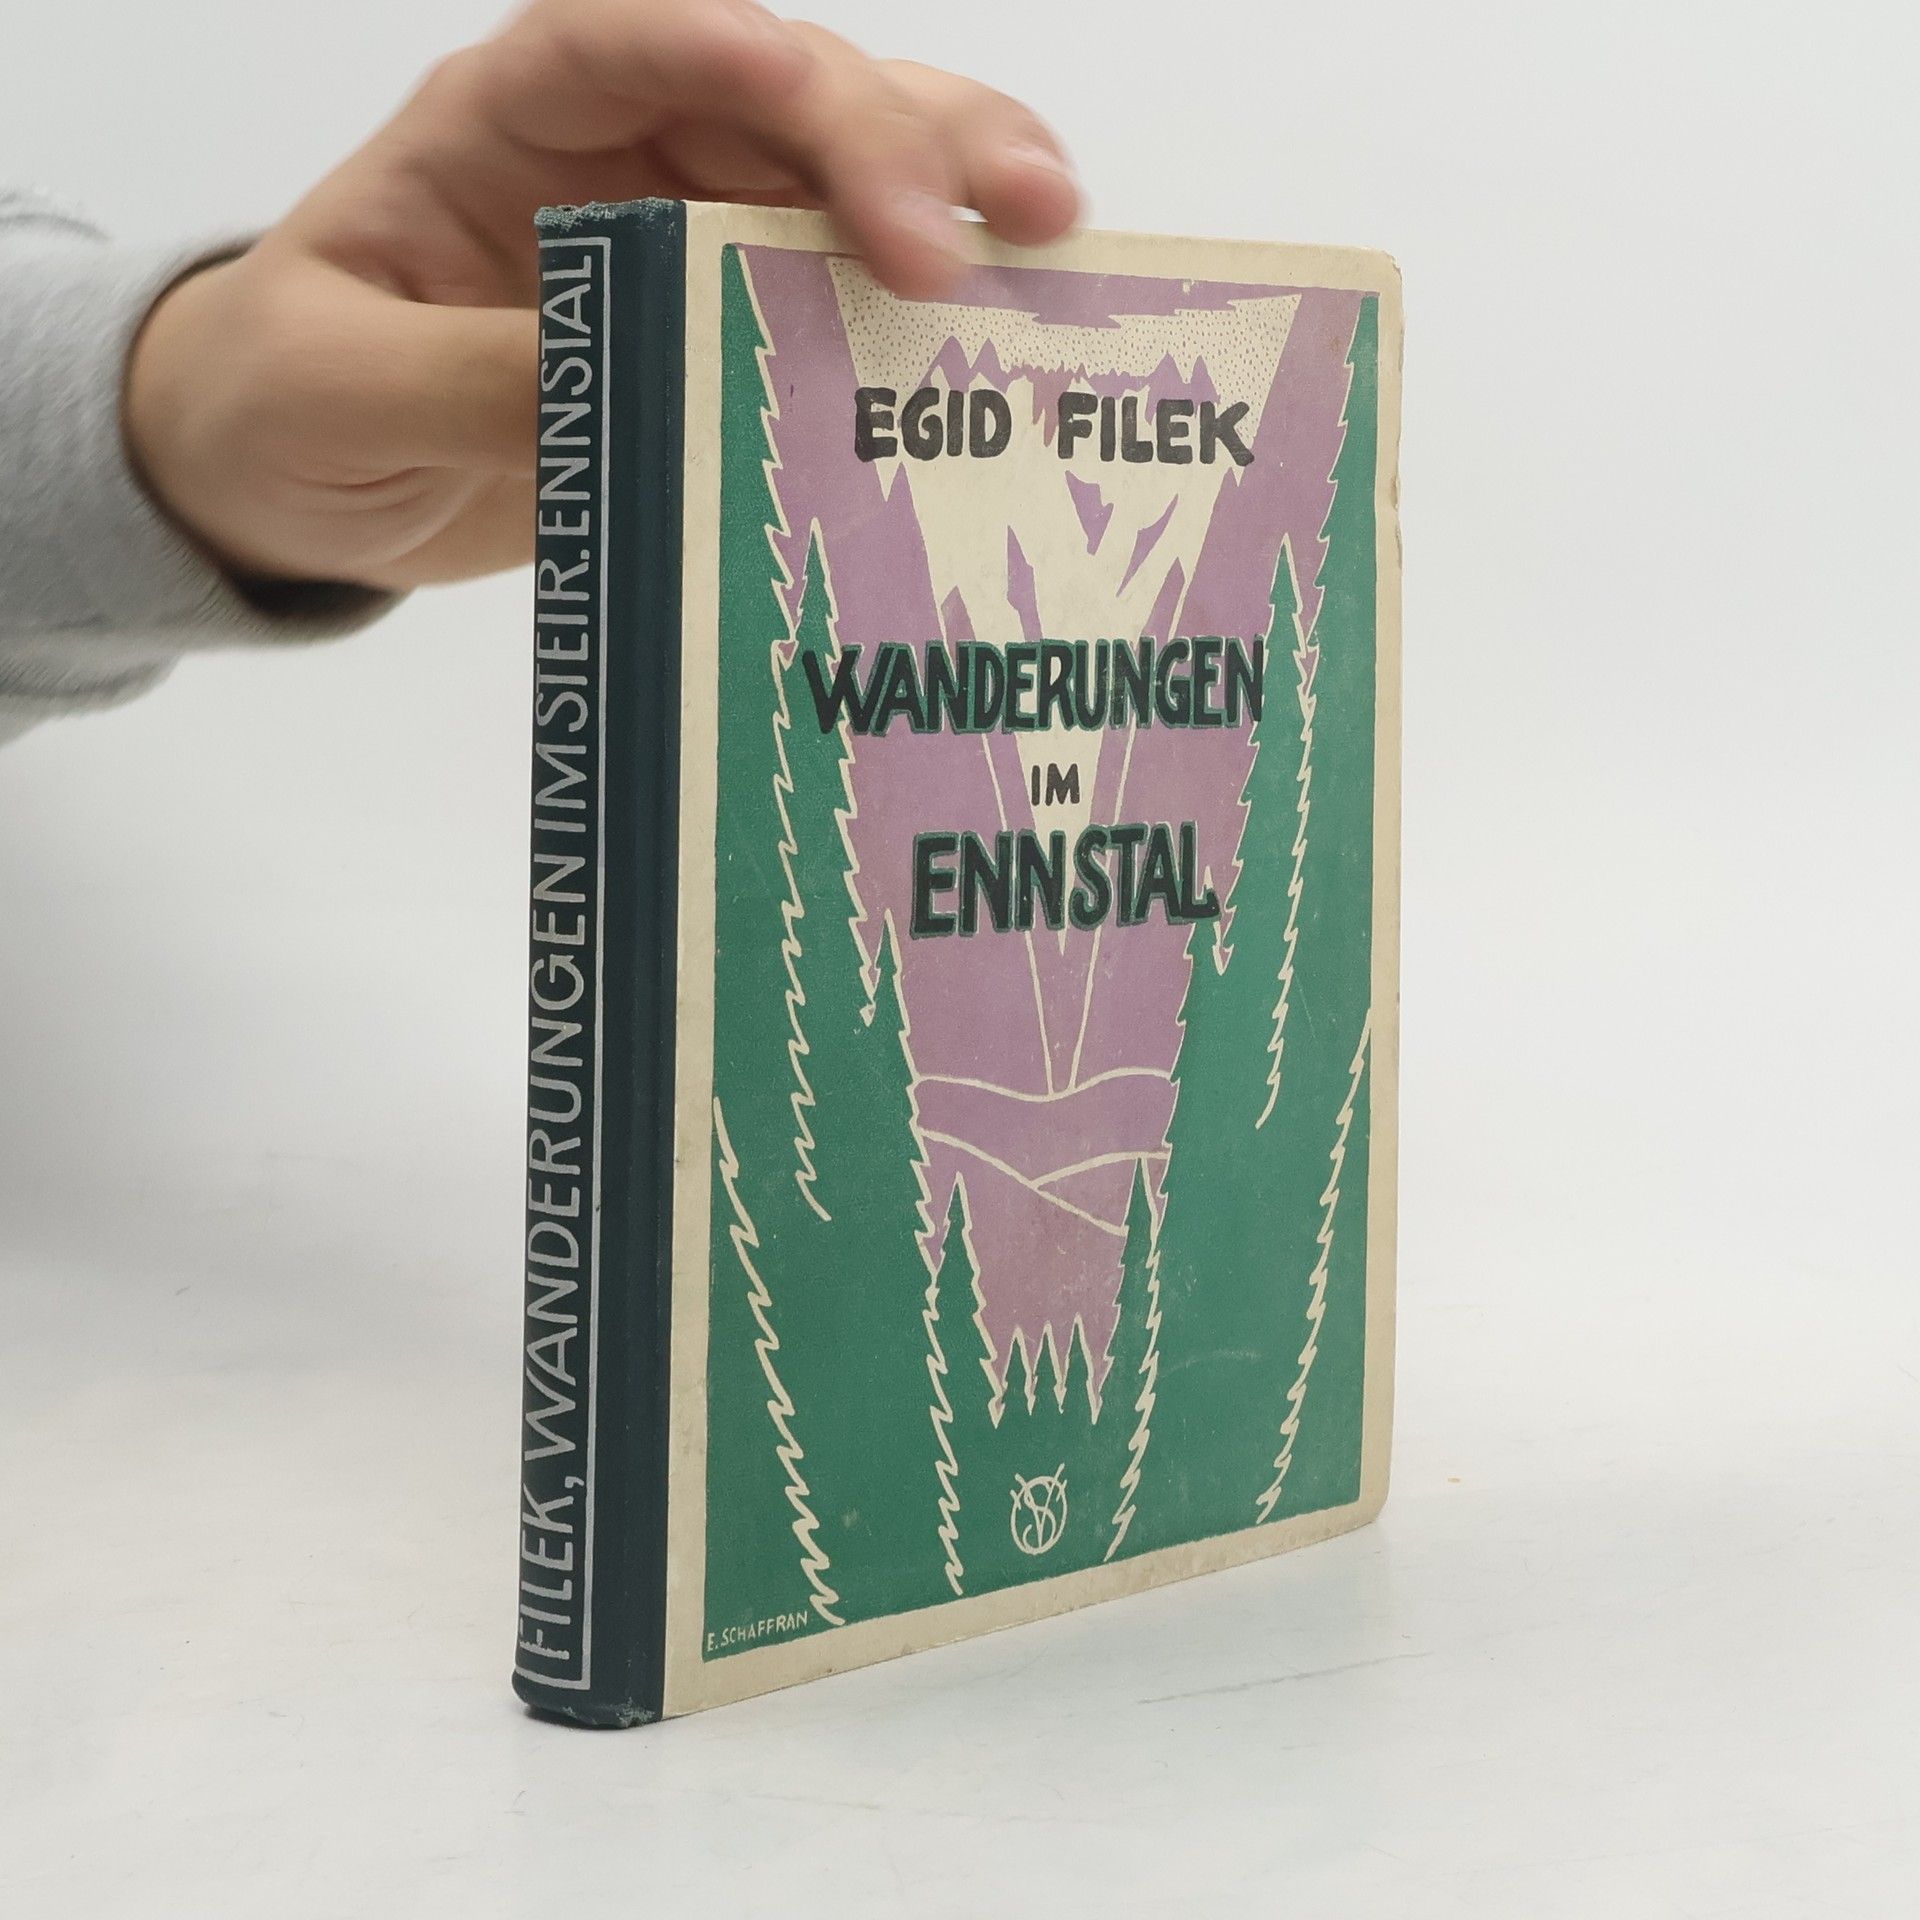 FILEK, WANDERUNGEN IM STEIR. ENNSTAL
EGID FILEK
WANDERUNGEN
IM
ENNSTAL
E. SCHAFFRAN